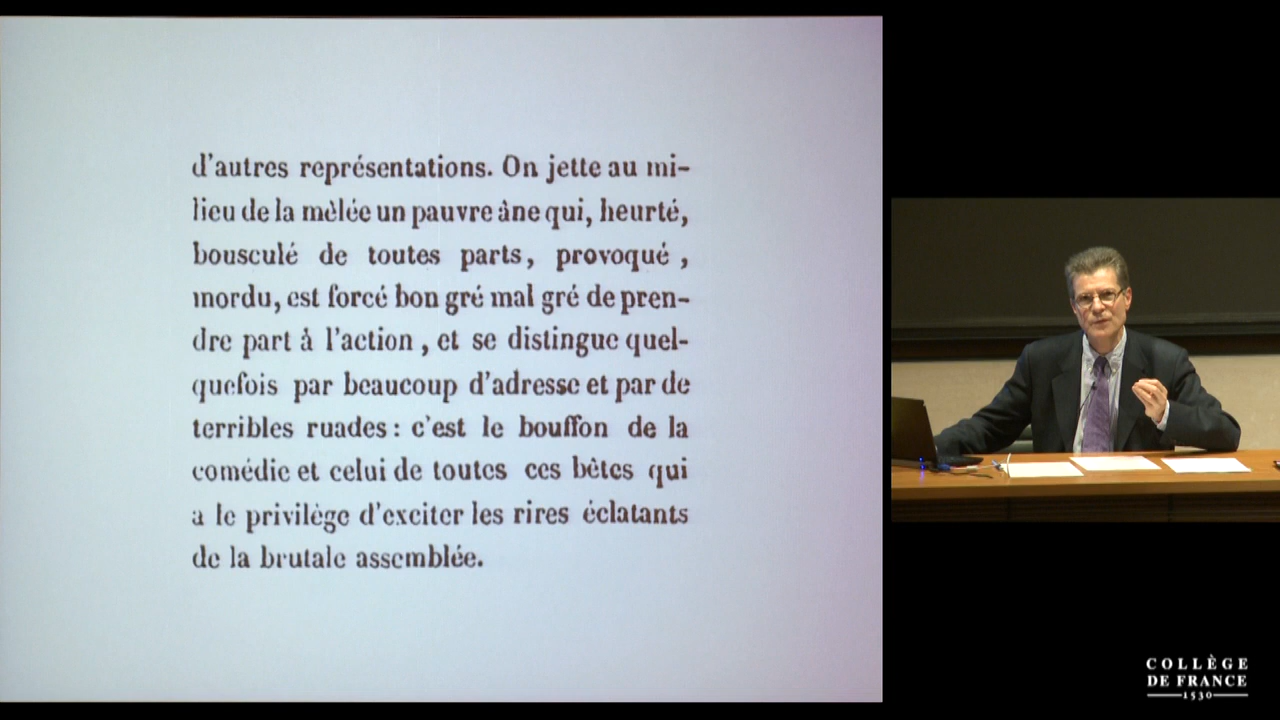 d'autres représentations. On jette au mi-
lieu de la mêlée un pauvre âne qui, heurté,
bousculé de toutes parts, provoqué ,
mordu, est forcé bon gré mal gré de pren-
dre part à l'action , et se distingue quel-
quefois par beaucoup d'adresse et par de
terribles ruades : c'est le bouffon de la
comédie et celui de toutes ces bêtes qui
a le privilège d'exciter les rires éclatants
de la brutale assemblée.
COLLÈGE
DE FRANCE
1530